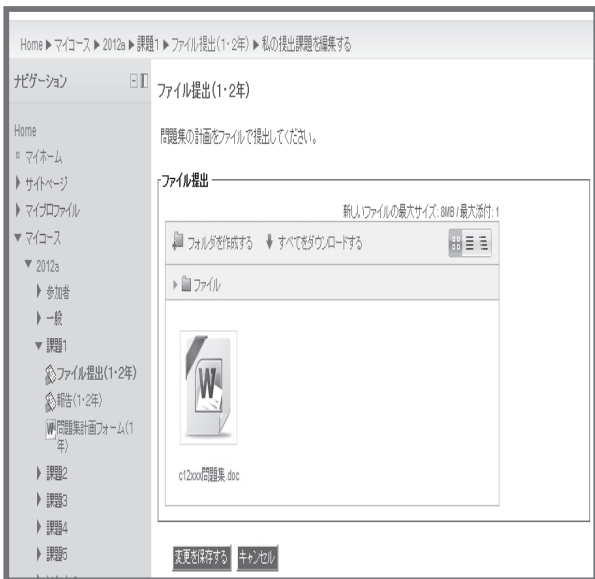 Home ▶ マイコース ▶ 2012a ▶ 課題1 ▶ ファイル提出(1・2年) ▶ 私の提出課題を編集する
ナビゲーション
Home
マイホーム
サイトページ
マイプロファイル
マイコース
2012a
参加者
一般
課題1
ファイル提出(1・2年)
報告(1・2年)
問題集計画フォーム(1
年)
課題2
課題3
課題4
課題5
ファイル提出(1・2年)
問題集の計画をファイルで提出してください。
ファイル提出
新しいファイルの最大サイズ: 8MB / 最大添付: 1
フォルダを作成する すべてをダウンロードする
ファイル
W
c12xxx問題集.doc
変更を保存する キャンセル